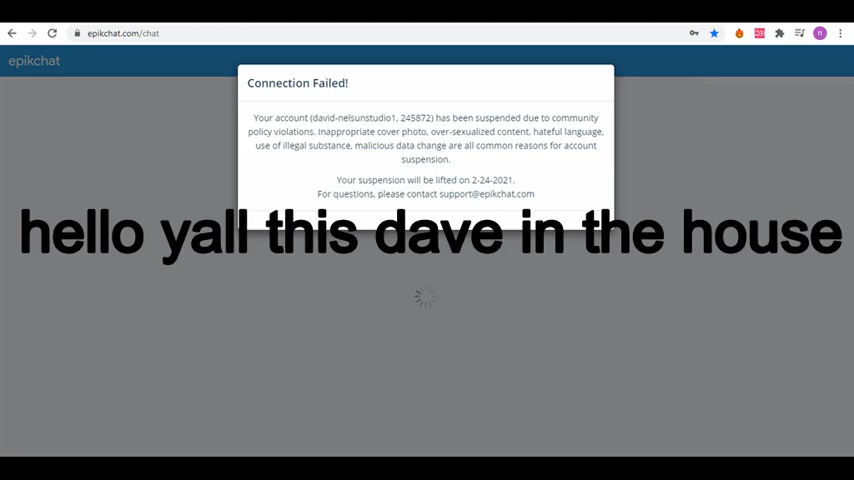 epikchat.com/chat
n
epikchat
Connection Failed!
Your account (david-nelsunstudio1, 245872) has been suspended due to community
policy violations. Inappropriate cover photo, over-sexualized content, hateful language,
use of illegal substance, malicious data change are all common reasons for account
suspension.
Your suspension will be lifted on 2-24-2021.
For questions, please contact support@epikchat.com
hello yall this dave in the house